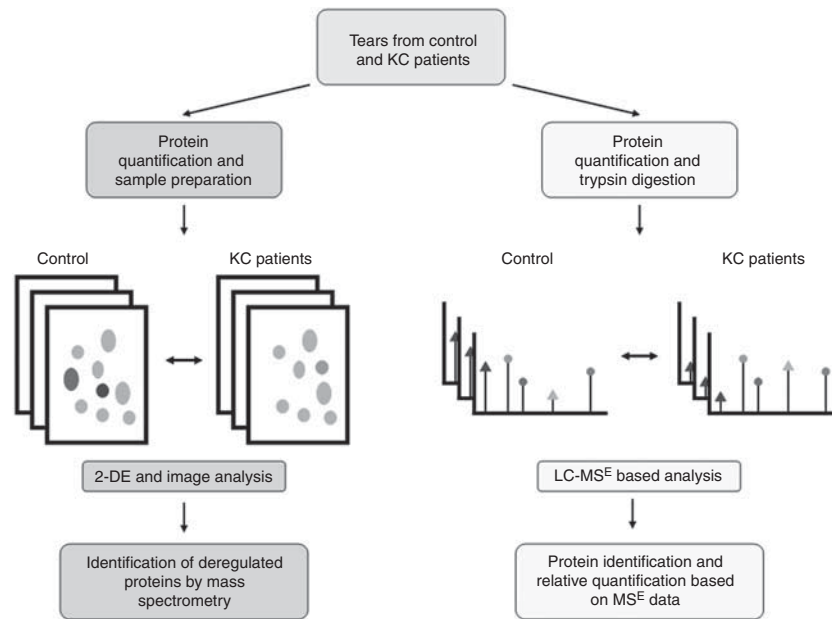 Tears from control
and KC patients
Protein
quantification and
sample preparation
Protein
quantification and
trypsin digestion
Control
KC patients
Control
KC patients
2-DE and image analysis
LC-MSᴱ based analysis
Identification of deregulated
proteins by mass
spectrometry
Protein identification and
relative quantification based
on MSᴱ data